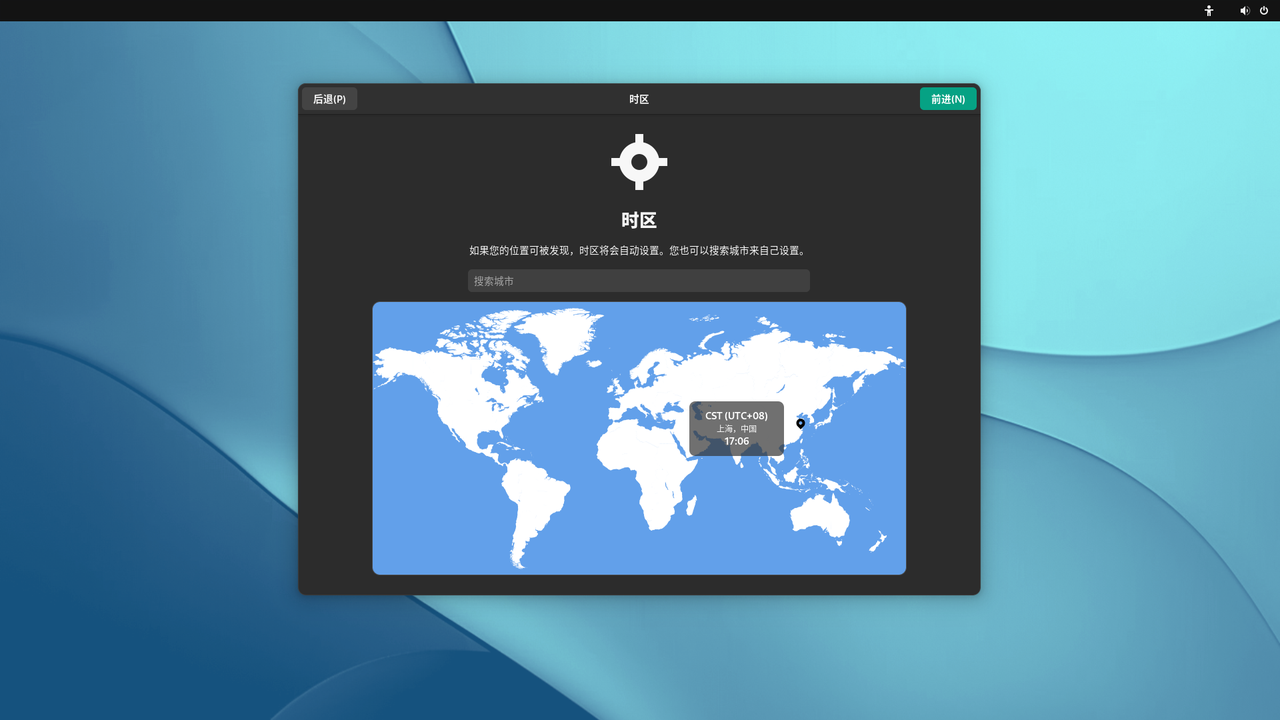 后退(P)
时区
前进(N)
时区
如果您的位置可被发现，时区将会自动设置。您也可以搜索城市来自己设置。
搜索城市
CST (UTC+08)
上海，中国
17:06